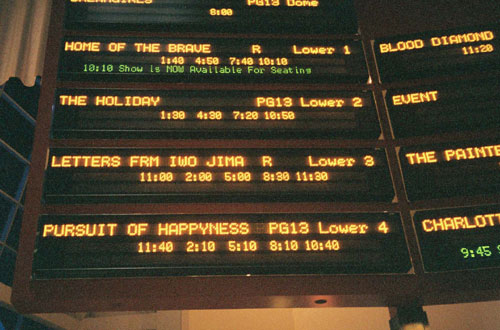 PG13 Dome
8:00
HOME OF THE BRAVE R Lower 1
1:40 4:50 7:40 10:10
10:10 Show is NOW Available For Seating
THE HOLIDAY PG13 Lower 2
1:30 4:30 7:20 10:50
LETTERS FRM IWO JIMA R Lower 3
11:00 2:00 5:00 8:30 11:30
PURSUIT OF HAPPYNESS PG13 Lower 4
11:40 2:10 5:10 8:10 10:40
BLOOD DIAMOND
11:20
EVENT
THE PAINTE
CHARLOTT
9:45